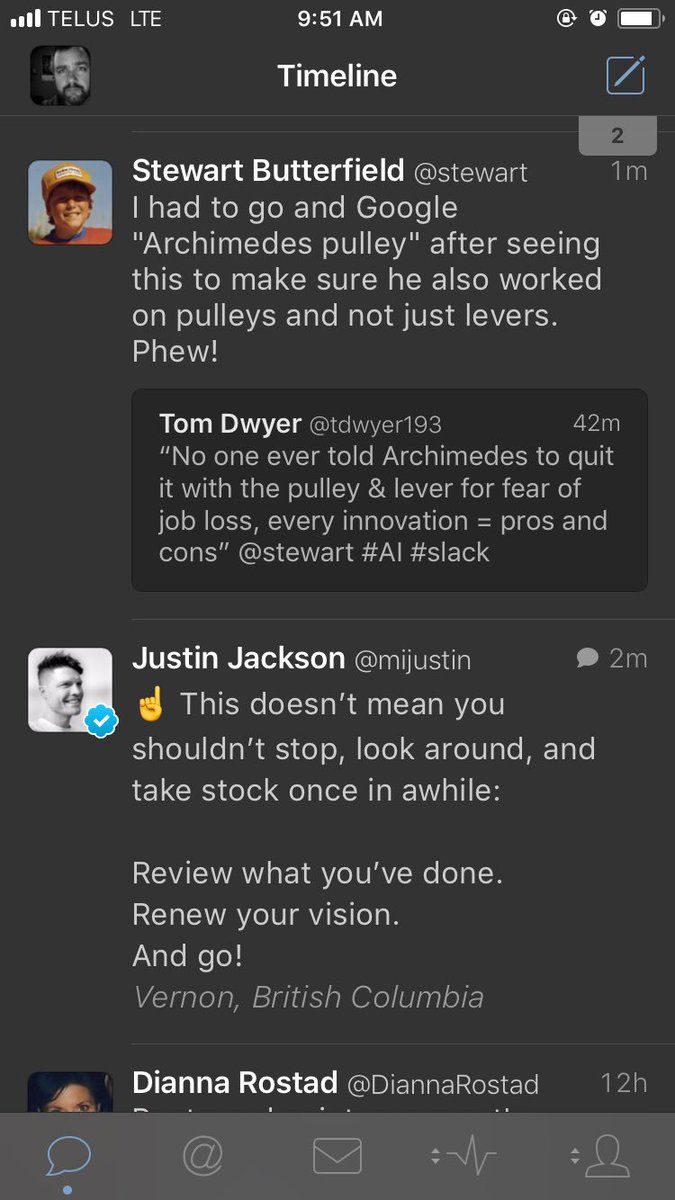 TELUS LTE 9:51 AM
Timeline
2
Stewart Butterfield @stewart 1m
I had to go and Google
"Archimedes pulley" after seeing
this to make sure he also worked
on pulleys and not just levers.
Phew!
Tom Dwyer @tdwyer193 42m
“No one ever told Archimedes to quit
it with the pulley & lever for fear of
job loss, every innovation = pros and
cons” @stewart #AI #slack
Justin Jackson @mijustin 2m
☝️ This doesn’t mean you
shouldn’t stop, look around, and
take stock once in awhile:
Review what you’ve done.
Renew your vision.
And go!
Vernon, British Columbia
Dianna Rostad @DiannaRostad 12h